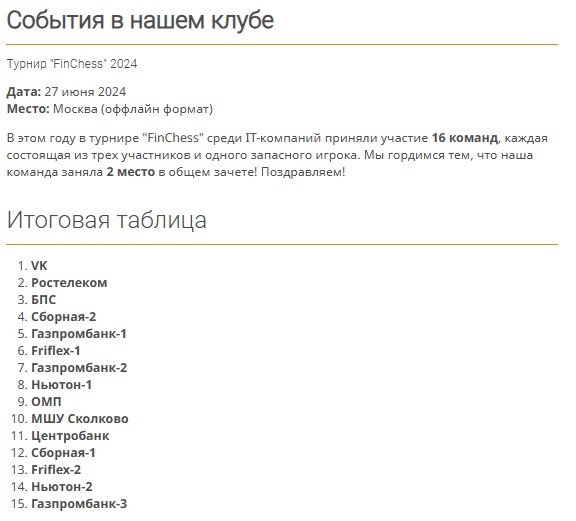 События в нашем клубе
Турнир "FinChess" 2024
Дата: 27 июня 2024
Место: Москва (оффлайн формат)
В этом году в турнире "FinChess" среди IT-компаний приняли участие 16 команд, каждая
состоящая из трех участников и одного запасного игрока. Мы гордимся тем, что наша
команда заняла 2 место в общем зачете! Поздравляем!
Итоговая таблица
1. VK
2. Ростелеком
3. БПС
4. Сборная-2
5. Газпромбанк-1
6. Friflex-1
7. Газпромбанк-2
8. Ньютон-1
9. ОМП
10. МШУ Сколково
11. Центробанк
12. Сборная-1
13. Friflex-2
14. Ньютон-2
15. Газпромбанк-3